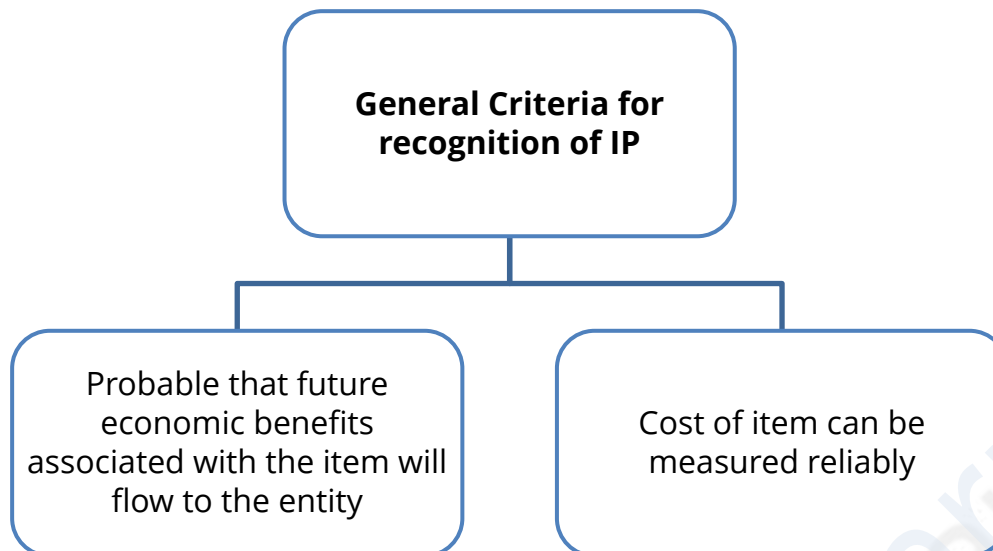 General Criteria for
recognition of IP
Probable that future
economic benefits
associated with the item will
flow to the entity
Cost of item can be
measured reliably